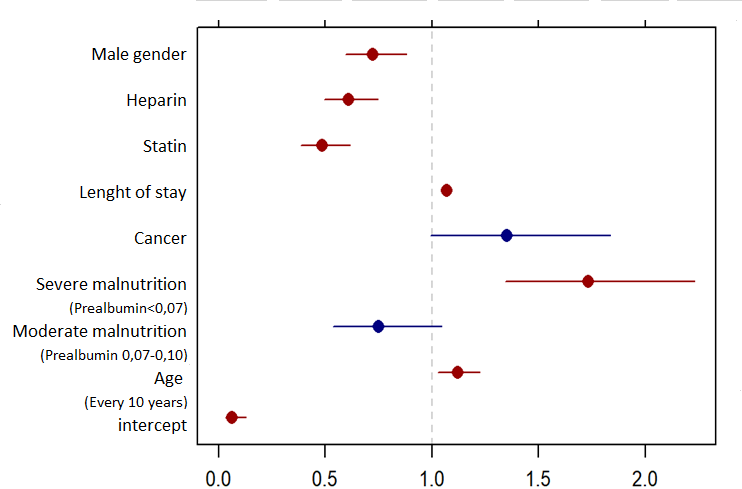 Male gender
Heparin
Statin
Lenght of stay
Cancer
Severe malnutrition
(Prealbumin<0,07)
Moderate malnutrition
(Prealbumin 0,07-0,10)
Age
(Every 10 years)
intercept
0.0 0.5 1.0 1.5 2.0